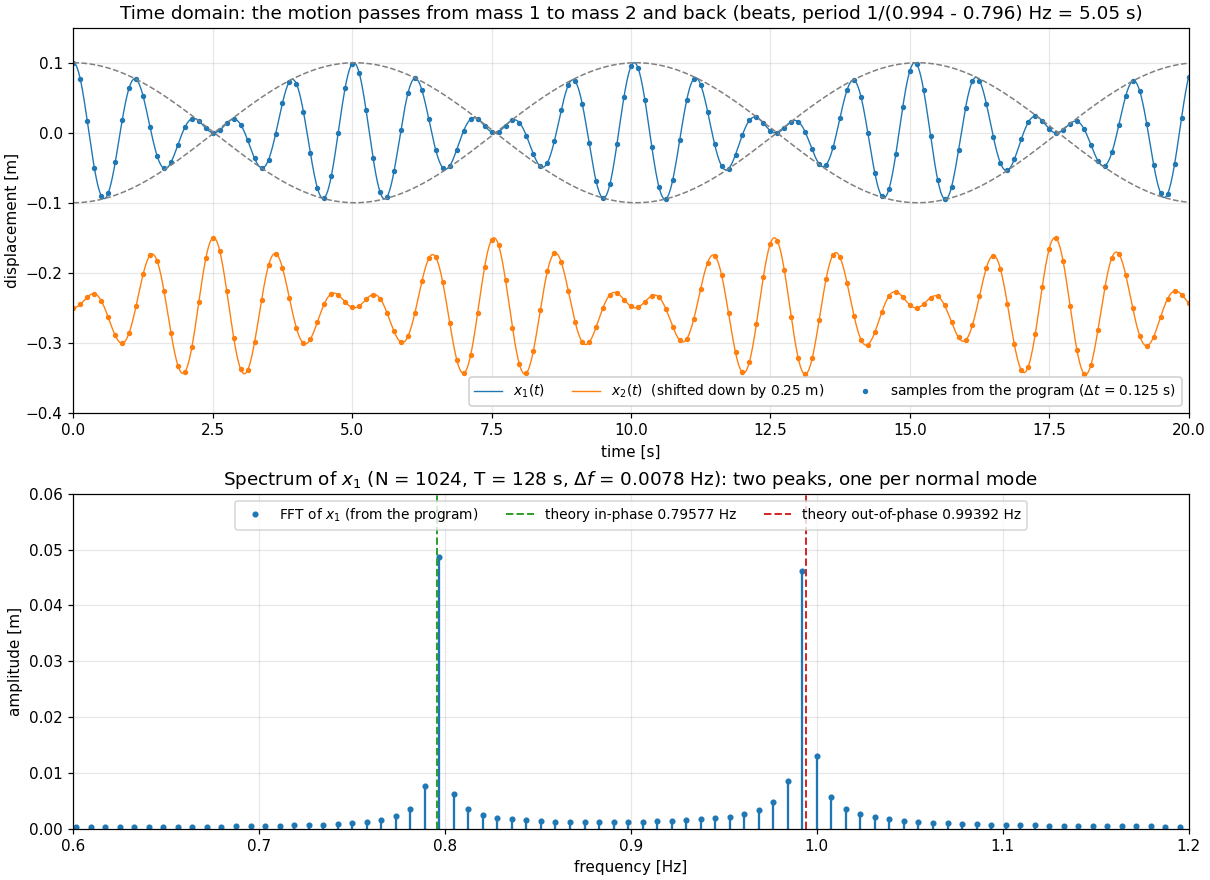 Time domain: the motion passes from mass 1 to mass 2 and back (beats, period 1/(0.994 - 0.796) Hz = 5.05 s)
displacement [m]
0.1
0.0
−0.1
−0.2
−0.3
−0.4
x₁(t) x₂(t) (shifted down by 0.25 m) samples from the program (Δt = 0.125 s)
0.0 2.5 5.0 7.5 10.0 12.5 15.0 17.5 20.0
time [s]
Spectrum of x₁ (N = 1024, T = 128 s, Δf = 0.0078 Hz): two peaks, one per normal mode
amplitude [m]
0.06
0.05
0.04
0.03
0.02
0.01
0.00
FFT of x₁ (from the program) theory in-phase 0.79577 Hz theory out-of-phase 0.99392 Hz
0.6 0.7 0.8 0.9 1.0 1.1 1.2
frequency [Hz]